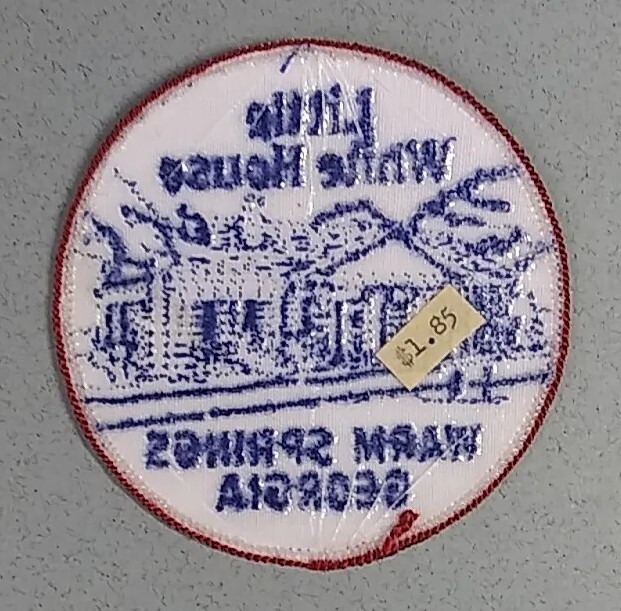 Little
White House
$1.85
WARM SPRINGS
GEORGIA